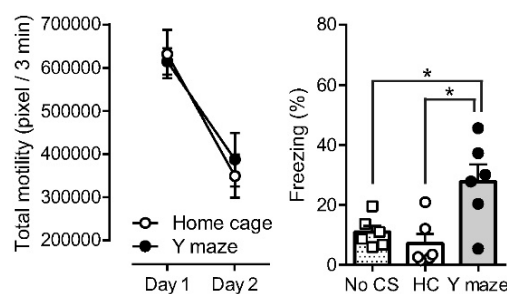 Total motility (pixel / 3 min)
700000
600000
500000
400000
300000
200000
Home cage
Y maze
Day 1 Day 2
Freezing (%)
80
60
40
20
0
*
*
No CS HC Y maze